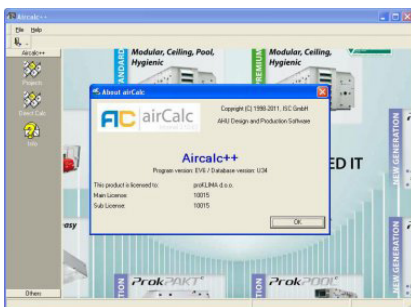 Aircalc++
File Help
Aircalc++
Projects
Direct Calc
Info
Others
Modular, Ceiling, Pool,
Hygienic
Modular, Ceiling,
Hygienic
STANDARD
PREMIUM
About airCalc
airCalc
Copyright (C) 1998-2011, ISC GmbH
AHU Design and Production Software
Aircalc++
Program version: EV6 / Database version: U34
This product is licensed to: proKLIMA d.o.o.
Main License: 10015
Sub License: 10015
OK
ED IT
NEW GENERATION
NEW GENERATION
easy
ProkPAKT
ProkPOOL